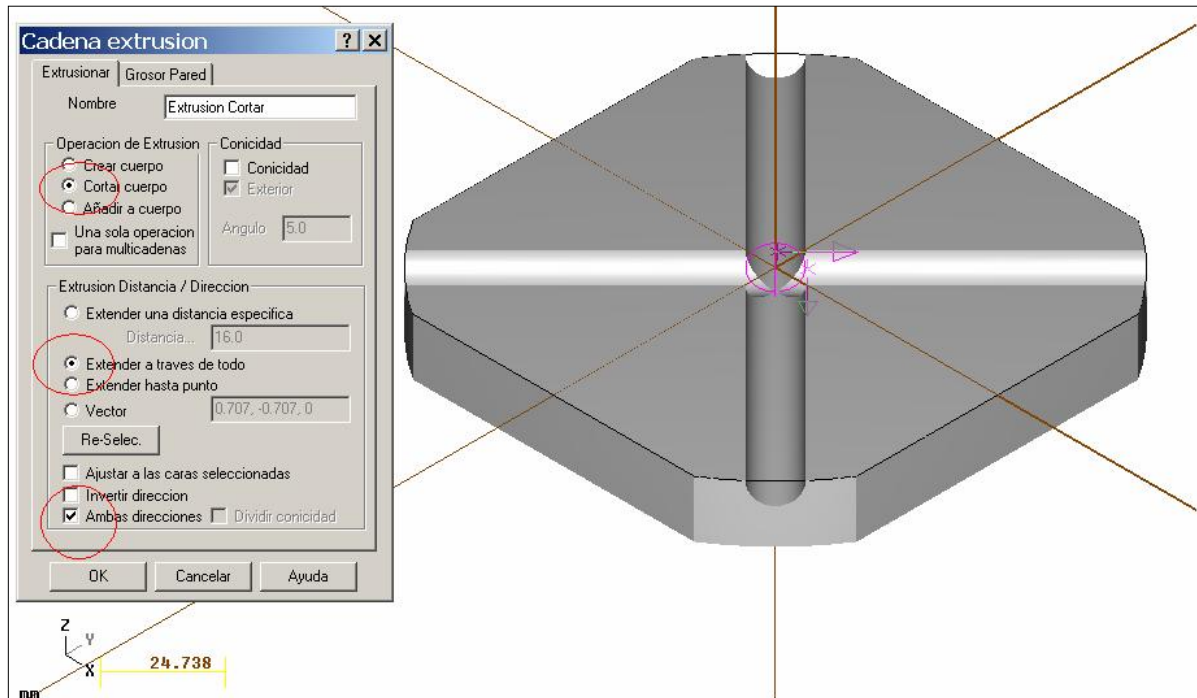 Cadena extrusion
Extrusionar Grosor Pared
Nombre Extrusion Cortar
Operacion de Extrusion
Crear cuerpo
Cortar cuerpo
Añadir a cuerpo
Una sola operacion
para multicadenas
Conicidad
Conicidad
Exterior
Angulo 5.0
Extrusion Distancia / Direccion
Extender una distancia especifica
Distancia... 16.0
Extender a traves de todo
Extender hasta punto
Vector 0.707, -0.707, 0
Re-Selec.
Ajustar a las caras seleccionadas
Invertir direccion
Ambas direcciones Dividir conicidad
OK Cancelar Ayuda
Z
Y
X
24.738
mm